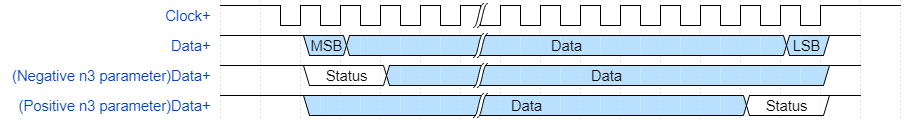 Clock+
Data+ MSB Data LSB
(Negative n3 parameter)Data+ Status Data
(Positive n3 parameter)Data+ Data Status